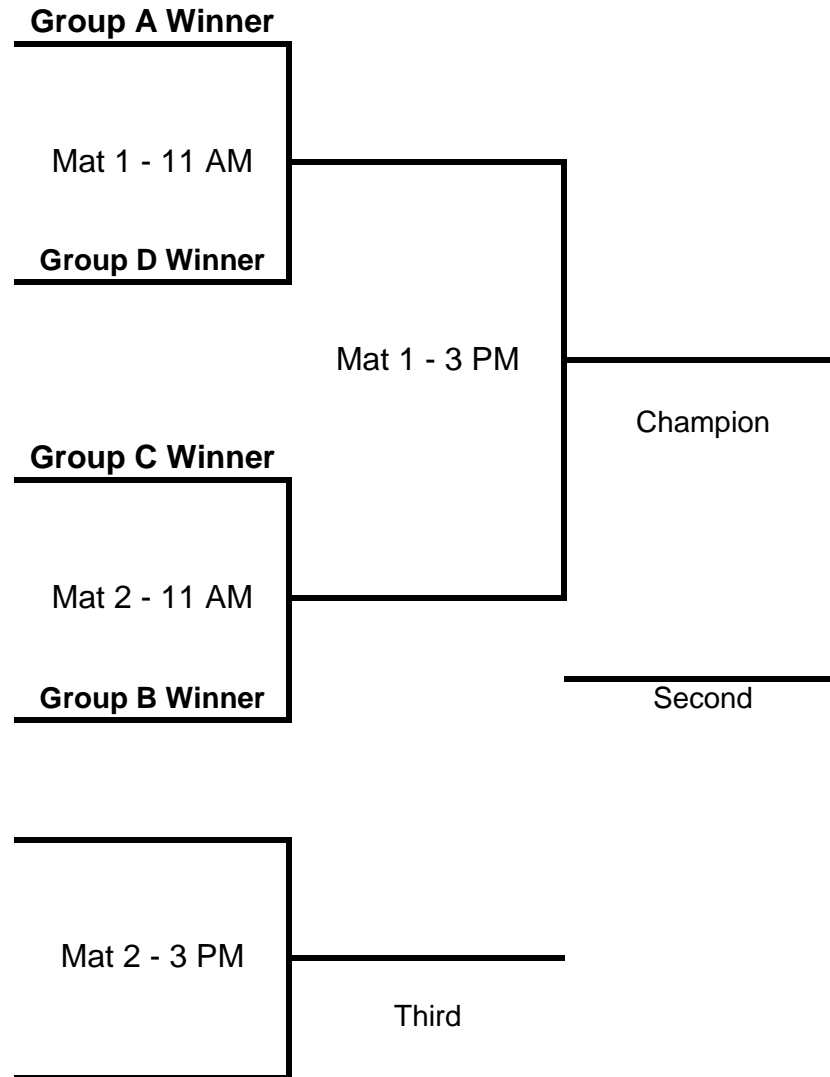 Group A Winner
Mat 1 - 11 AM
Group D Winner
Mat 1 - 3 PM
Champion
Group C Winner
Mat 2 - 11 AM
Group B Winner
Second
Mat 2 - 3 PM
Third